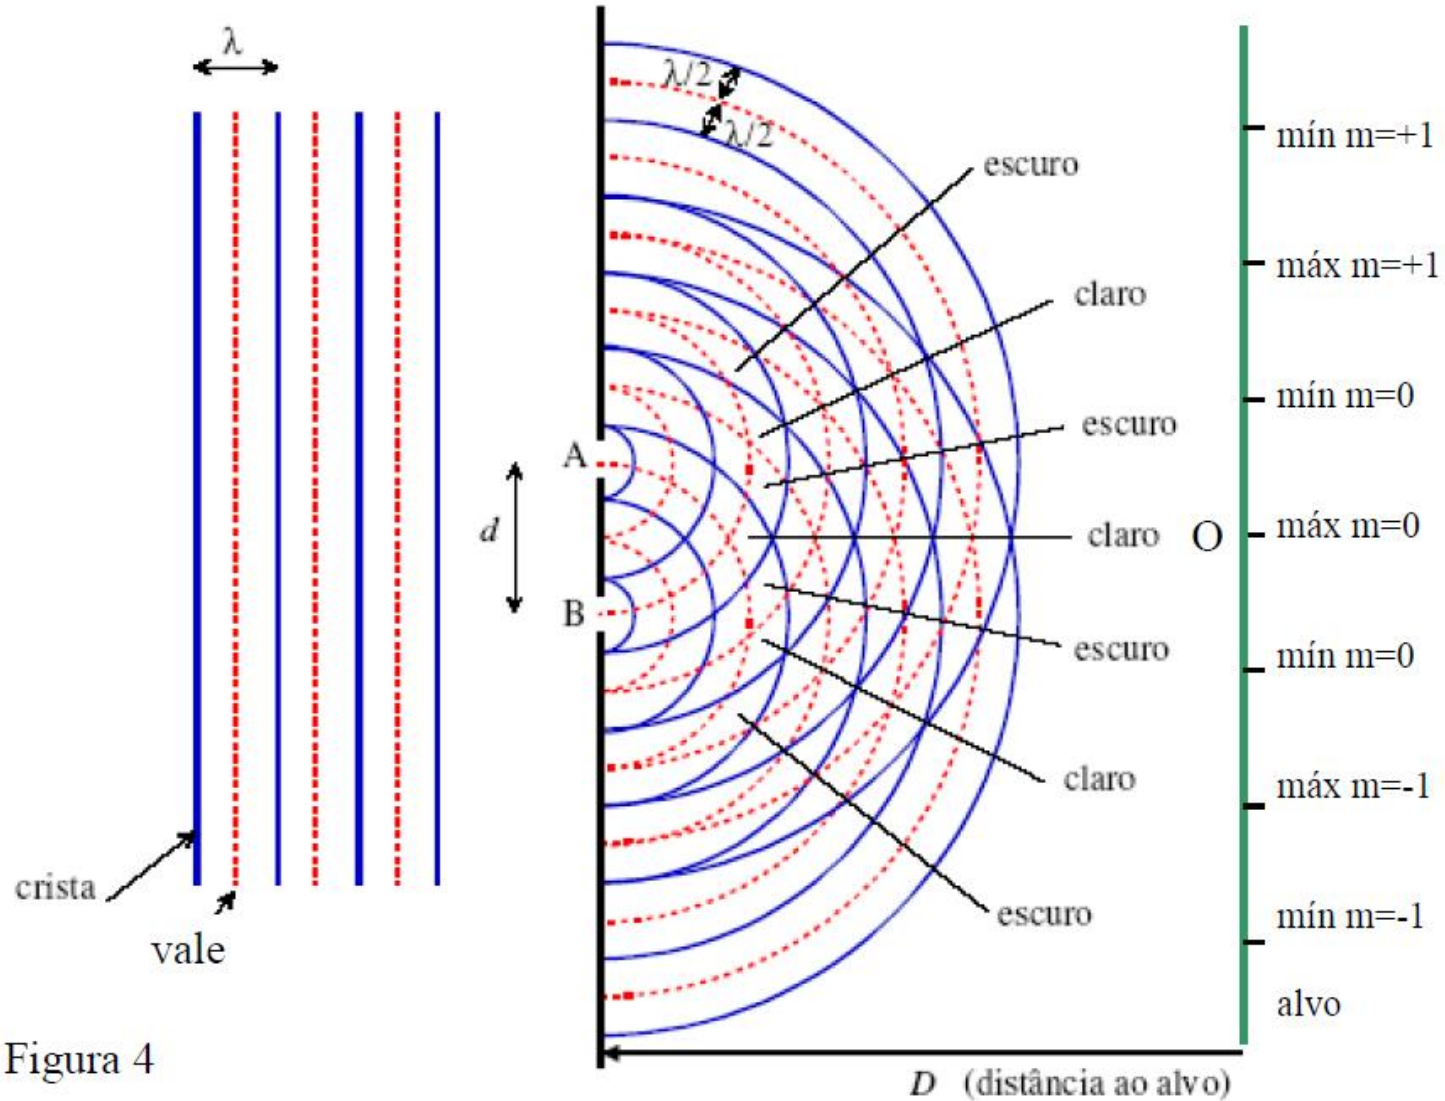 λ
λ/2
λ/2
escuro
claro
escuro
claro
escuro
claro
escuro
A
d
B
O
mín m=+1
máx m=+1
mín m=0
máx m=0
mín m=0
máx m=-1
mín m=-1
alvo
crista
vale
Figura 4
D (distância ao alvo)